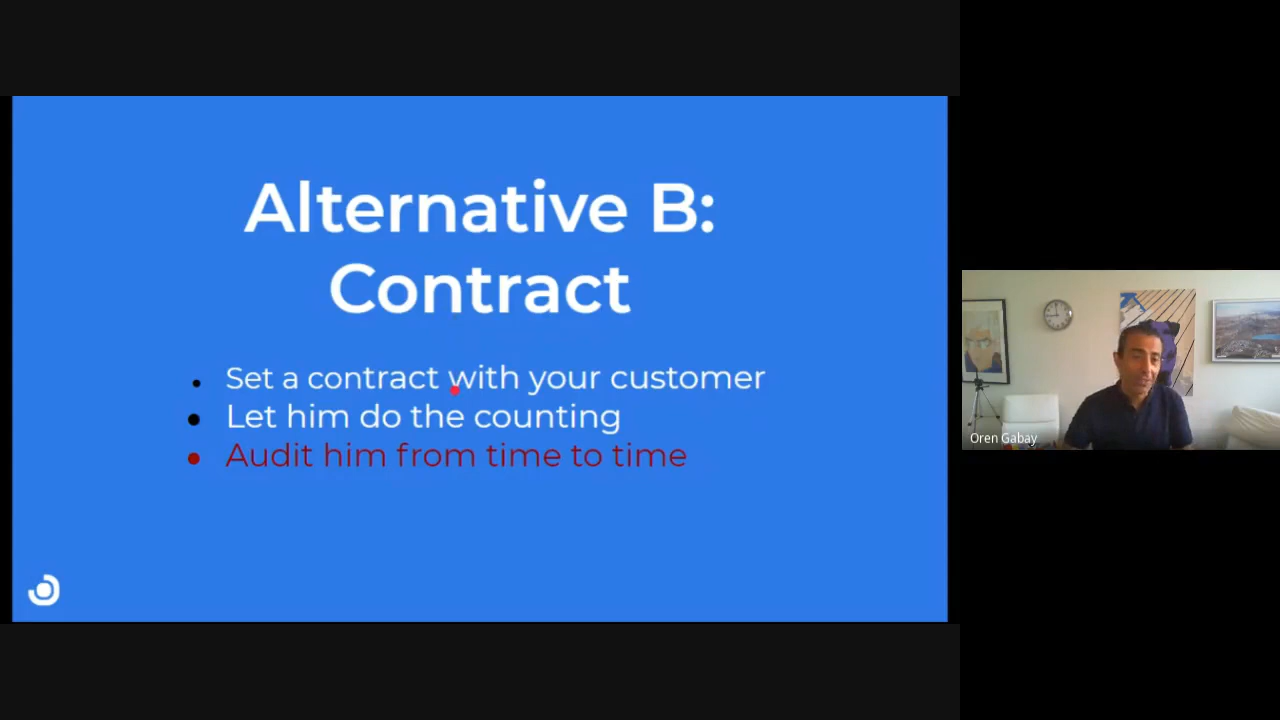 Alternative B:
Contract
Set a contract with your customer
Let him do the counting
Audit him from time to time
Oren Gabay